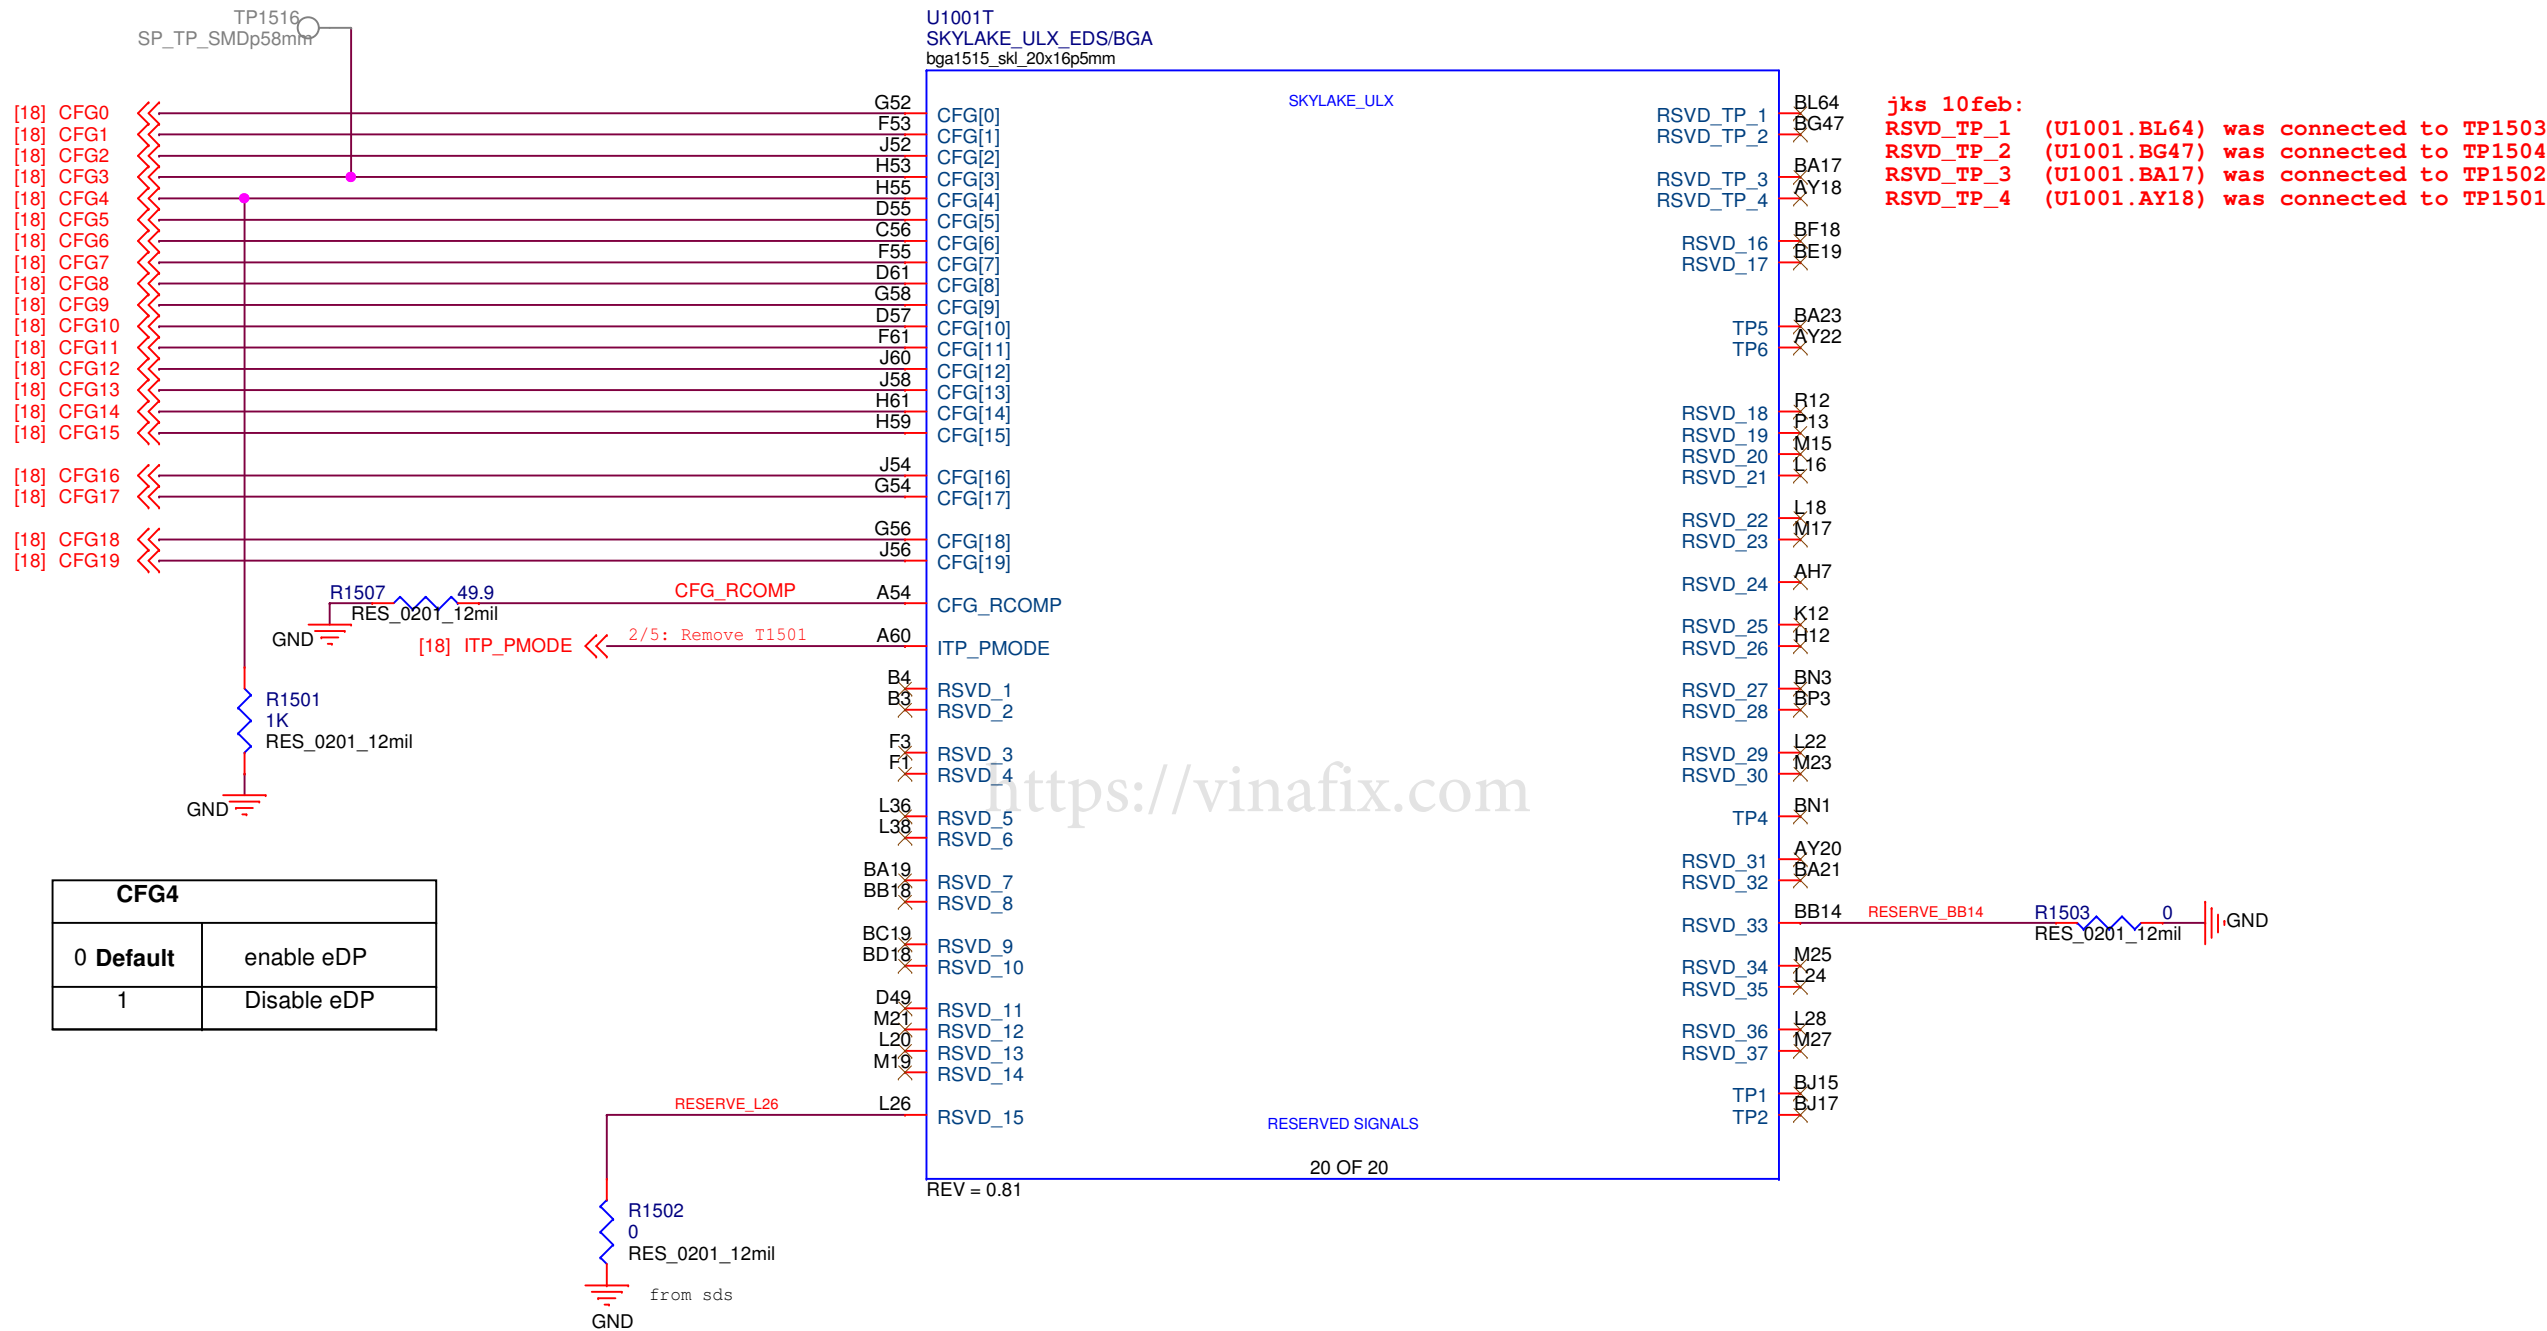 TP1516
SP_TP_SMDp58mm
U1001T
SKYLAKE_ULX_EDS/BGA
bga1515_skl_20x16p5mm
SKYLAKE_ULX
[18] CFG0 G52 CFG[0]
[18] CFG1 F53 CFG[1]
[18] CFG2 J52 CFG[2]
[18] CFG3 H53 CFG[3]
[18] CFG4 H55 CFG[4]
[18] CFG5 D55 CFG[5]
[18] CFG6 C56 CFG[6]
[18] CFG7 F55 CFG[7]
[18] CFG8 D61 CFG[8]
[18] CFG9 G58 CFG[9]
[18] CFG10 D57 CFG[10]
[18] CFG11 F61 CFG[11]
[18] CFG12 J60 CFG[12]
[18] CFG13 J58 CFG[13]
[18] CFG14 H61 CFG[14]
[18] CFG15 H59 CFG[15]
[18] CFG16 J54 CFG[16]
[18] CFG17 G54 CFG[17]
[18] CFG18 G56 CFG[18]
[18] CFG19 J56 CFG[19]
R1507 49.9 CFG_RCOMP A54 CFG_RCOMP
RES_0201_12mil
GND
[18] ITP_PMODE 2/5: Remove T1501 A60 ITP_PMODE
B4 RSVD_1
B3 RSVD_2
F3 RSVD_3
F1 RSVD_4
L36 RSVD_5
L38 RSVD_6
BA19 RSVD_7
BB18 RSVD_8
BC19 RSVD_9
BD18 RSVD_10
D49 RSVD_11
M21 RSVD_12
L20 RSVD_13
M19 RSVD_14
RESERVE_L26 L26 RSVD_15
R1501
1K
RES_0201_12mil
GND
CFG4
0 Default enable eDP
1 Disable eDP
R1502
0
RES_0201_12mil
from sds
GND
RSVD_TP_1 BL64
RSVD_TP_2 BG47
RSVD_TP_3 BA17
RSVD_TP_4 AY18
RSVD_16 BF18
RSVD_17 BE19
TP5 BA23
TP6 AY22
RSVD_18 R12
RSVD_19 P13
RSVD_20 M15
RSVD_21 L16
RSVD_22 L18
RSVD_23 M17
RSVD_24 AH7
RSVD_25 K12
RSVD_26 H12
RSVD_27 BN3
RSVD_28 BP3
RSVD_29 L22
RSVD_30 M23
TP4 BN1
RSVD_31 AY20
RSVD_32 BA21
RSVD_33 BB14 RESERVE_BB14 R1503 0 GND
RES_0201_12mil
RSVD_34 M25
RSVD_35 L24
RSVD_36 L28
RSVD_37 M27
TP1 BJ15
TP2 BJ17
jks 10feb:
RSVD_TP_1 (U1001.BL64) was connected to TP1503
RSVD_TP_2 (U1001.BG47) was connected to TP1504
RSVD_TP_3 (U1001.BA17) was connected to TP1502
RSVD_TP_4 (U1001.AY18) was connected to TP1501
https://vinafix.com
RESERVED SIGNALS
20 OF 20
REV = 0.81